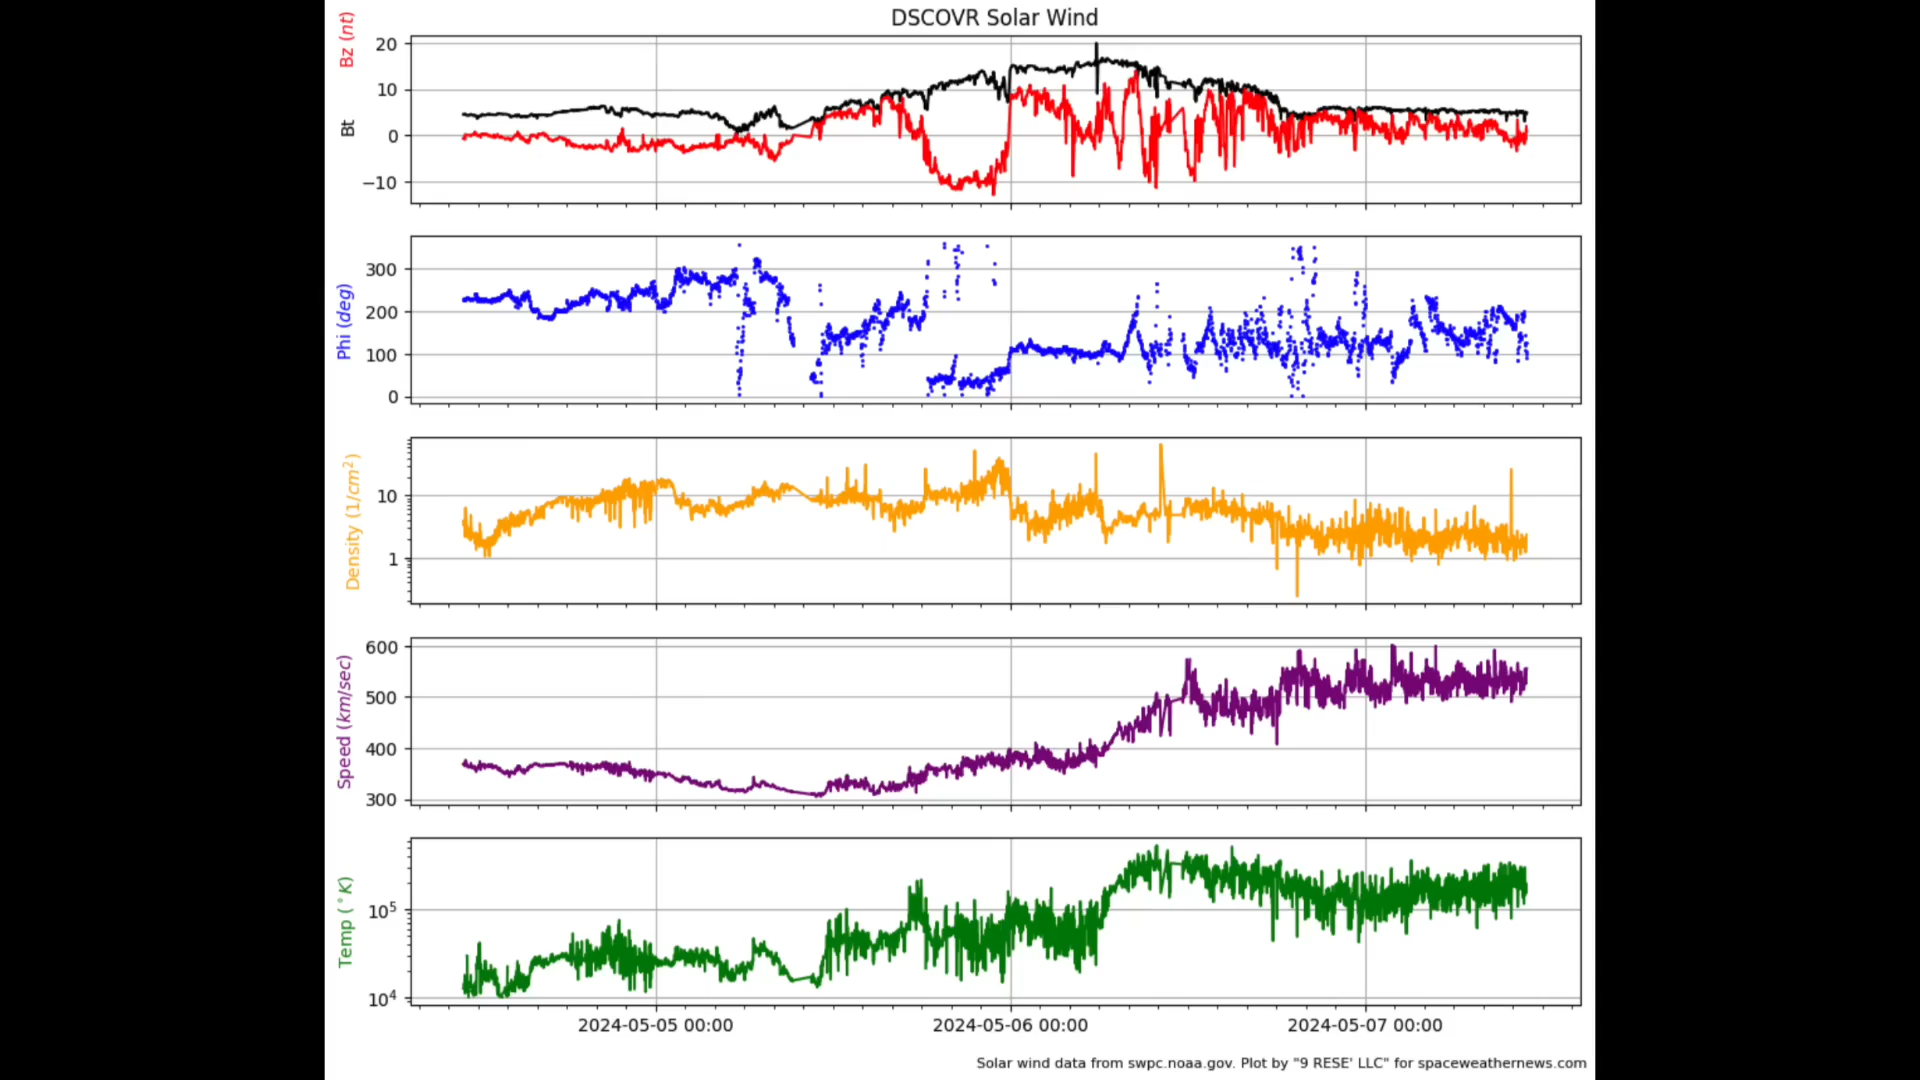 DSCOVR Solar Wind
Bz (nt)
Bt
20
10
0
−10
Phi (deg)
300
200
100
0
Density (1/cm²)
10
1
Speed (km/sec)
600
500
400
300
Temp (°K)
10⁵
10⁴
2024-05-05 00:00 2024-05-06 00:00 2024-05-07 00:00
Solar wind data from swpc.noaa.gov. Plot by "9 RESE' LLC" for spaceweathernews.com